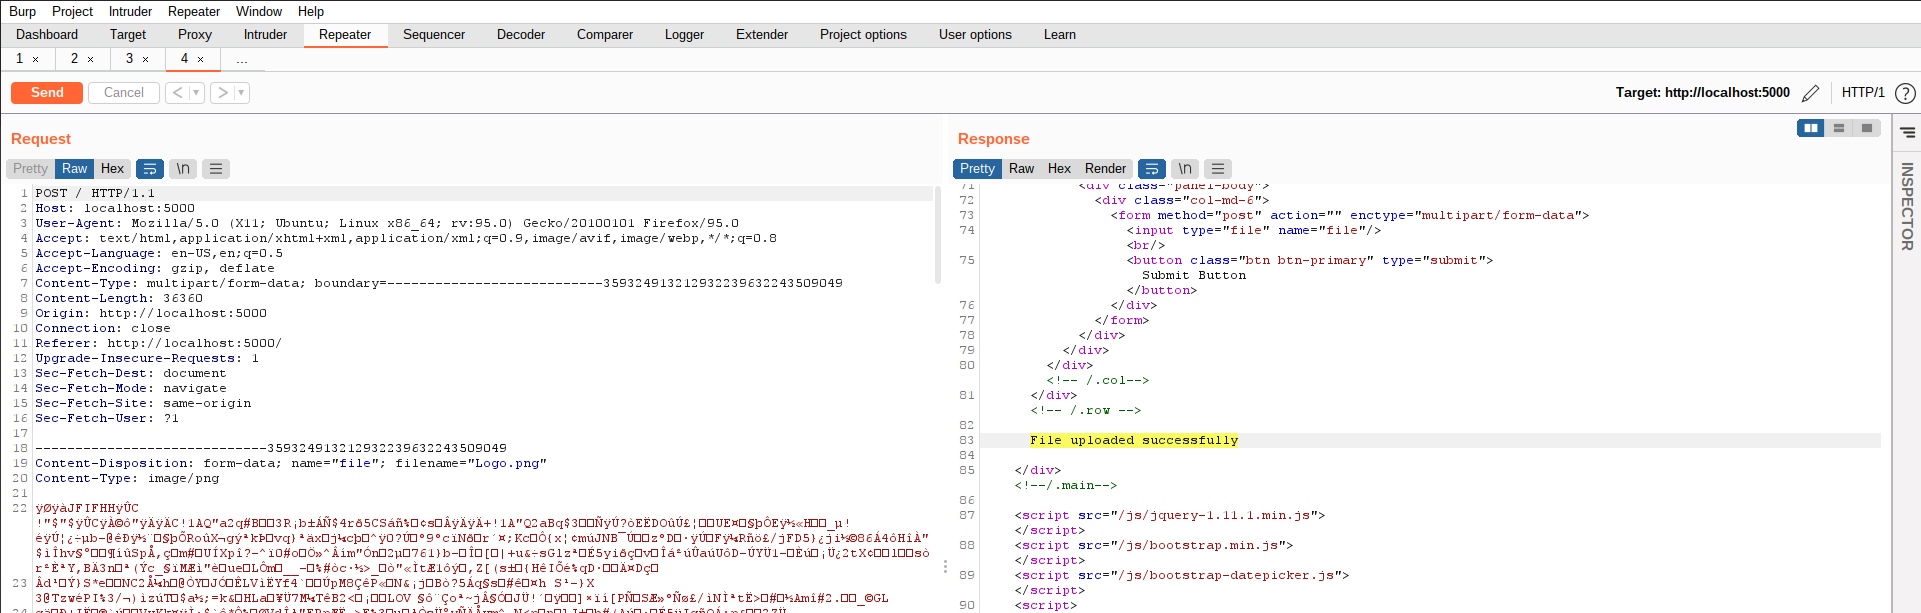 Burp Project Intruder Repeater Window Help
Dashboard Target Proxy Intruder Repeater Sequencer Decoder Comparer Logger Extender Project options User options Learn
1 × 2 × 3 × 4 × ...
Send Cancel < > Target: http://localhost:5000 HTTP/1 ?
Request
Pretty Raw Hex \n
1 POST / HTTP/1.1
2 Host: localhost:5000
3 User-Agent: Mozilla/5.0 (X11; Ubuntu; Linux x86_64; rv:95.0) Gecko/20100101 Firefox/95.0
4 Accept: text/html,application/xhtml+xml,application/xml;q=0.9,image/avif,image/webp,*/*;q=0.8
5 Accept-Language: en-US,en;q=0.5
6 Accept-Encoding: gzip, deflate
7 Content-Type: multipart/form-data; boundary=---------------------------359324913212932239632243509049
8 Content-Length: 36360
9 Origin: http://localhost:5000
10 Connection: close
11 Referer: http://localhost:5000/
12 Upgrade-Insecure-Requests: 1
13 Sec-Fetch-Dest: document
14 Sec-Fetch-Mode: navigate
15 Sec-Fetch-Site: same-origin
16 Sec-Fetch-User: ?1
17
18 -----------------------------359324913212932239632243509049
19 Content-Disposition: form-data; name="file"; filename="Logo.png"
20 Content-Type: image/png
21
22
23
Response
Pretty Raw Hex Render \n
71 <div class="panel-body">
72 <div class="col-md-6">
73 <form method="post" action="" enctype="multipart/form-data">
74 <input type="file" name="file"/>
<br/>
75 <button class="btn btn-primary" type="submit">
Submit Button
</button>
76 </div>
77 </form>
78 </div>
79 </div>
80 </div>
<!-- /.col-->
81 </div>
<!-- /.row -->
82
83 File uploaded successfully
84
85 </div>
<!--/.main-->
86
87 <script src="/js/jquery-1.11.1.min.js">
</script>
88 <script src="/js/bootstrap.min.js">
</script>
89 <script src="/js/bootstrap-datepicker.js">
</script>
90 <script>
INSPECTOR